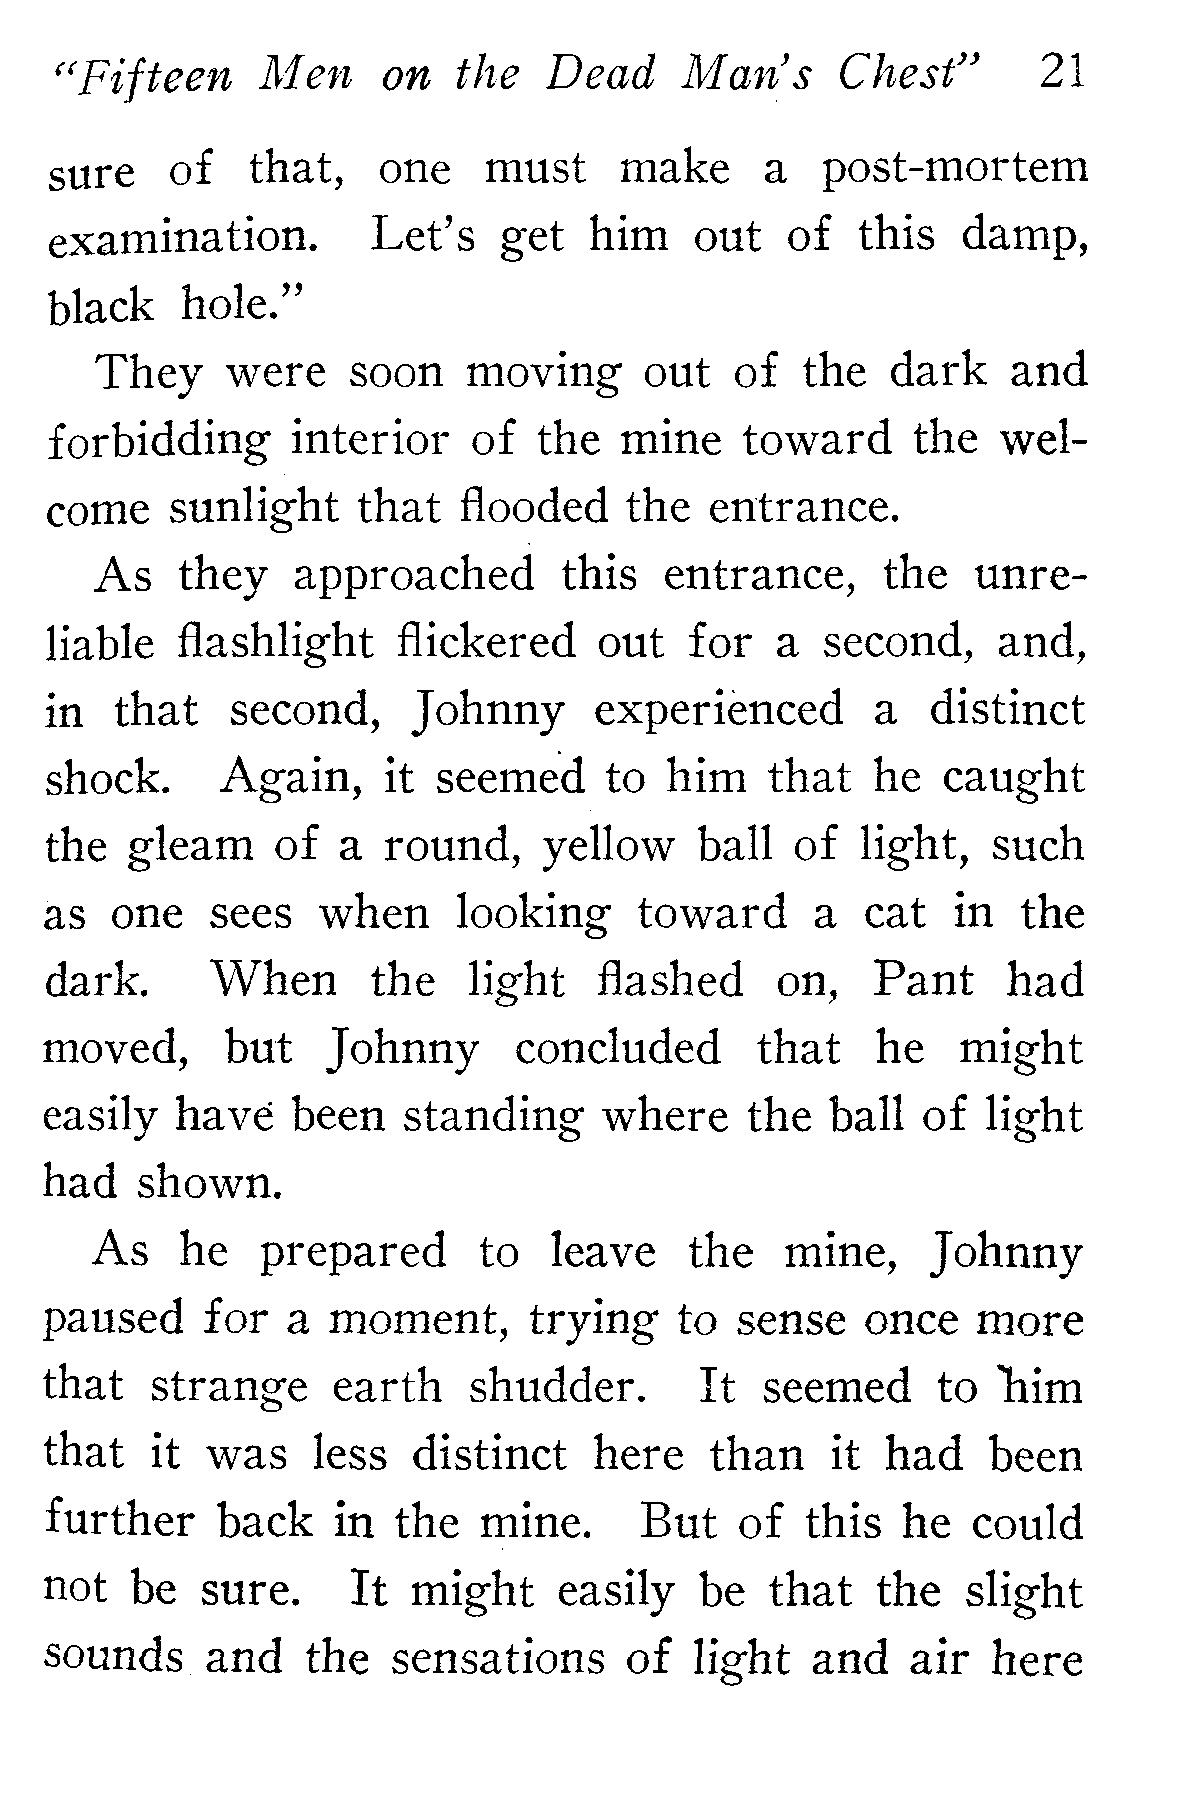 “Fifteen Men on the Dead Man’s Chest” 21
sure of that, one must make a post-mortem
examination. Let’s get him out of this damp,
black hole.”
They were soon moving out of the dark and
forbidding interior of the mine toward the wel-
come sunlight that flooded the entrance.
As they approached this entrance, the unre-
liable flashlight flickered out for a second, and,
in that second, Johnny experienced a distinct
shock. Again, it seemed to him that he caught
the gleam of a round, yellow ball of light, such
as one sees when looking toward a cat in the
dark. When the light flashed on, Pant had
moved, but Johnny concluded that he might
easily have been standing where the ball of light
had shown.
As he prepared to leave the mine, Johnny
paused for a moment, trying to sense once more
that strange earth shudder. It seemed to him
that it was less distinct here than it had been
further back in the mine. But of this he could
not be sure. It might easily be that the slight
sounds and the sensations of light and air here